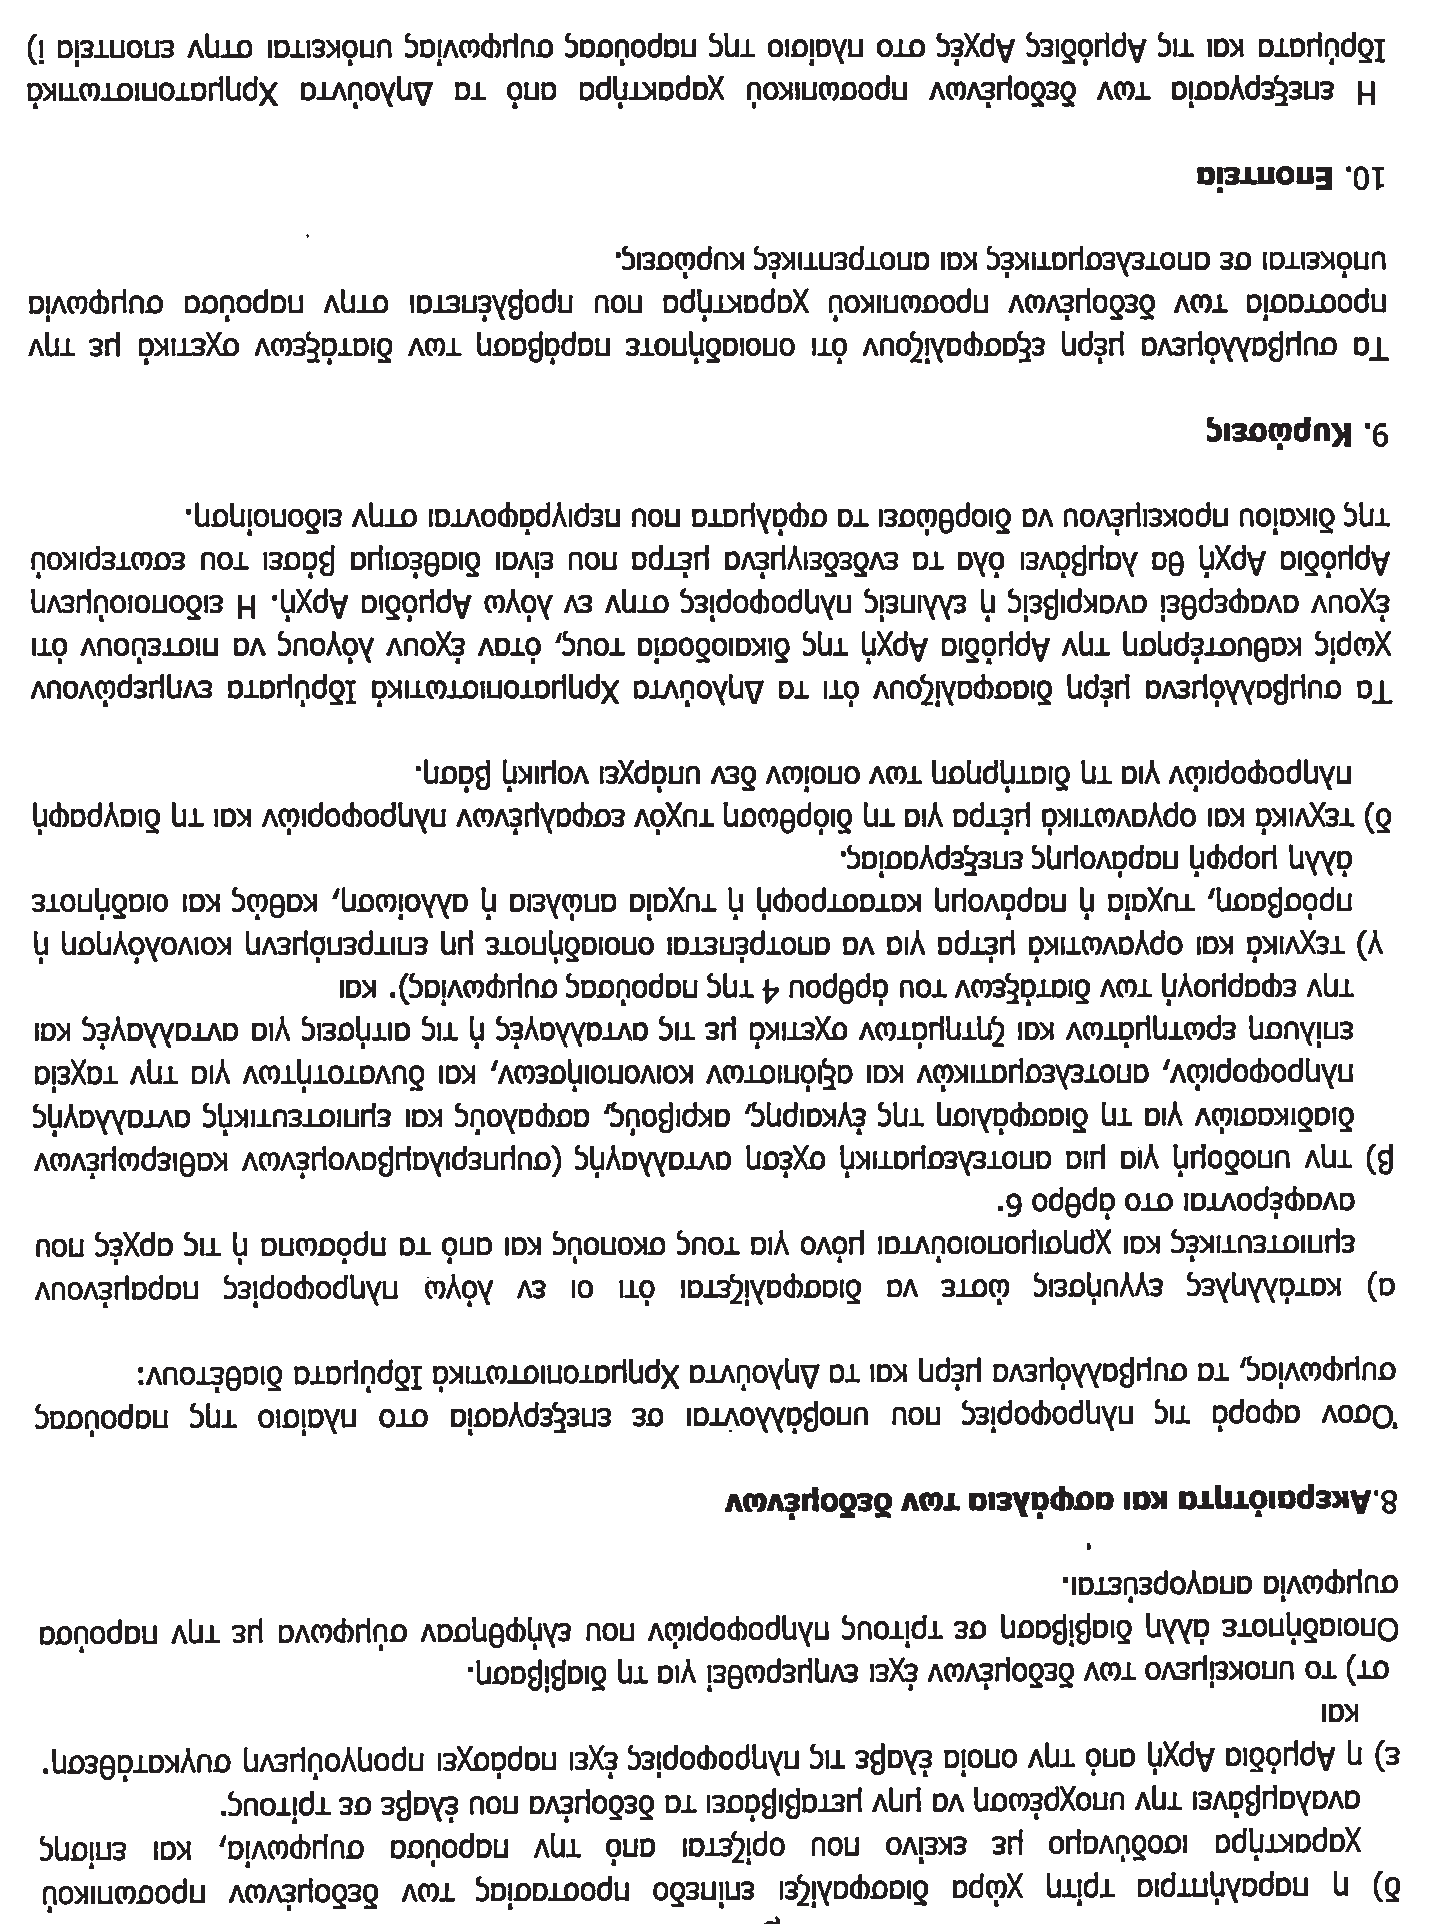 δ) η παραλήπτρια τρίτη χώρα διασφαλίζει επίπεδο προστασίας των δεδομένων προσωπικού
χαρακτήρα ισοδύναμο με εκείνο που ορίζεται από την παρούσα συμφωνία, και επίσης
αναλαμβάνει την υποχρέωση να μην μεταβιβάσει τα δεδομένα που έλαβε σε τρίτους.
ε) η Αρμόδια Αρχή από την οποία έλαβε τις πληροφορίες έχει παράσχει προηγούμενη συγκατάθεση.
και
στ) το υποκείμενο των δεδομένων έχει ενημερωθεί για τη διαβίβαση.
Οποιαδήποτε άλλη διαβίβαση σε τρίτους πληροφοριών που ελήφθησαν σύμφωνα με την παρούσα
συμφωνία απαγορεύεται.
8.Ακεραιότητα και ασφάλεια των δεδομένων
Όσον αφορά τις πληροφορίες που υποβάλλονται σε επεξεργασία στο πλαίσιο της παρούσας
συμφωνίας, τα συμβαλλόμενα μέρη και τα Δηλούντα Χρηματοπιστωτικά Ιδρύματα διαθέτουν:
α) κατάλληλες εγγυήσεις ώστε να διασφαλίζεται ότι οι εν λόγω πληροφορίες παραμένουν
εμπιστευτικές και χρησιμοποιούνται μόνο για τους σκοπούς και από τα πρόσωπα ή τις αρχές που
αναφέρονται στο άρθρο 6.
β) την υποδομή για μια αποτελεσματική σχέση ανταλλαγής (συμπεριλαμβανομένων καθιερωμένων
διαδικασιών για τη διασφάλιση της έγκαιρης, ακριβούς, ασφαλούς και εμπιστευτικής ανταλλαγής
πληροφοριών, αποτελεσματικών και αξιόπιστων κοινοποιήσεων, και δυνατοτήτων για την ταχεία
επίλυση ερωτημάτων και ζητημάτων σχετικά με τις ανταλλαγές ή τις αιτήσεις για ανταλλαγές και
την εφαρμογή των διατάξεων του άρθρου 4 της παρούσας συμφωνίας). και
γ) τεχνικά και οργανωτικά μέτρα για να αποτρέπεται οποιαδήποτε μη επιτρεπόμενη κοινολόγηση ή
πρόσβαση, τυχαία ή παράνομη καταστροφή ή τυχαία απώλεια ή αλλοίωση, καθώς και οιαδήποτε
άλλη μορφή παράνομης επεξεργασίας.
δ) τεχνικά και οργανωτικά μέτρα για τη διόρθωση τυχόν εσφαλμένων πληροφοριών και τη διαγραφή
πληροφοριών για τη διατήρηση των οποίων δεν υπάρχει νομική βάση.
Τα συμβαλλόμενα μέρη διασφαλίζουν ότι τα Δηλούντα Χρηματοπιστωτικά Ιδρύματα ενημερώνουν
χωρίς καθυστέρηση την Αρμόδια Αρχή της δικαιοδοσία τους, όταν έχουν λόγους να πιστεύουν ότι
έχουν αναφερθεί ανακριβείς ή ελλιπείς πληροφορίες στην εν λόγω Αρμόδια Αρχή. Η ειδοποιούμενη
Αρμόδια Αρχή θα λαμβάνει όλα τα ενδεδειγμένα μέτρα που είναι διαθέσιμα βάσει του εσωτερικού
της δικαίου προκειμένου να διορθώσει τα σφάλματα που περιγράφονται στην ειδοποίηση.
9. Κυρώσεις
Τα συμβαλλόμενα μέρη εξασφαλίζουν ότι οποιαδήποτε παράβαση των διατάξεων σχετικά με την
προστασία των δεδομένων προσωπικού χαρακτήρα που προβλέπεται στην παρούσα συμφωνία
υπόκειται σε αποτελεσματικές και αποτρεπτικές κυρώσεις.
10. Εποπτεία
Η επεξεργασία των δεδομένων προσωπικού χαρακτήρα από τα Δηλούντα Χρηματοπιστωτικά
Ιδρύματα και τις Αρμόδιες Αρχές στο πλαίσιο της παρούσας συμφωνίας υπόκειται στην εποπτεία i)